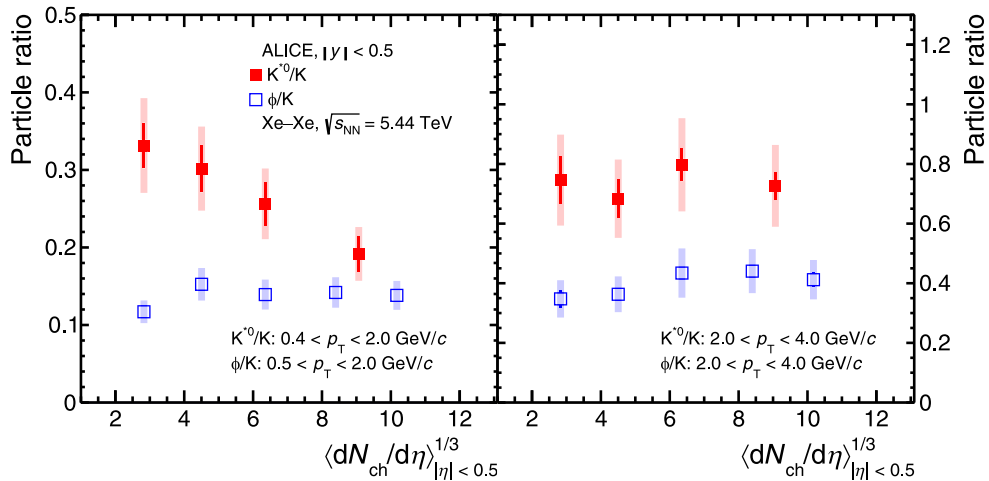 Particle ratio
0.5
0.4
0.3
0.2
0.1
0
ALICE, |y| < 0.5
K*0/K
ϕ/K
Xe–Xe, √sNN = 5.44 TeV
K*0/K: 0.4 < pT < 2.0 GeV/c
ϕ/K: 0.5 < pT < 2.0 GeV/c
2 4 6 8 10 12
⟨dNch/dη⟩1/3|η| < 0.5
K*0/K: 2.0 < pT < 4.0 GeV/c
ϕ/K: 2.0 < pT < 4.0 GeV/c
2 4 6 8 10 12
⟨dNch/dη⟩1/3|η| < 0.5
1.2
1
0.8
0.6
0.4
0.2
0
Particle ratio